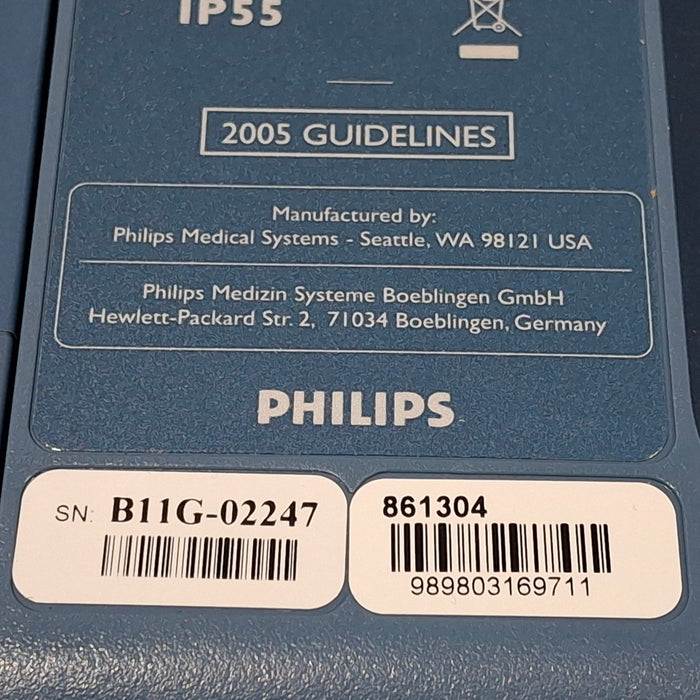 IP55
2005 GUIDELINES
Manufactured by:
Philips Medical Systems - Seattle, WA 98121 USA
Philips Medizin Systeme Boeblingen GmbH
Hewlett-Packard Str. 2, 71034 Boeblingen, Germany
PHILIPS
SN: B11G-02247
861304
989803169711